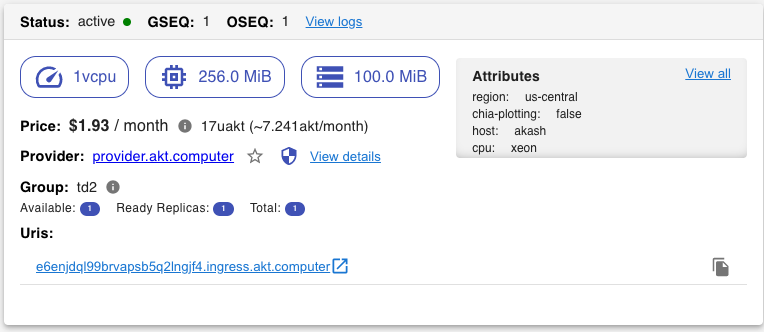 Status: active GSEQ: 1 OSEQ: 1 View logs
1vcpu 256.0 MiB 100.0 MiB
Attributes View all
region: us-central
chia-plotting: false
host: akash
cpu: xeon
Price: $1.93 / month 17uakt (~7.241akt/month)
Provider: provider.akt.computer View details
Group: td2
Available: 1 Ready Replicas: 1 Total: 1
Uris:
e6enjdql99brvapsb5q2lngjf4.ingress.akt.computer